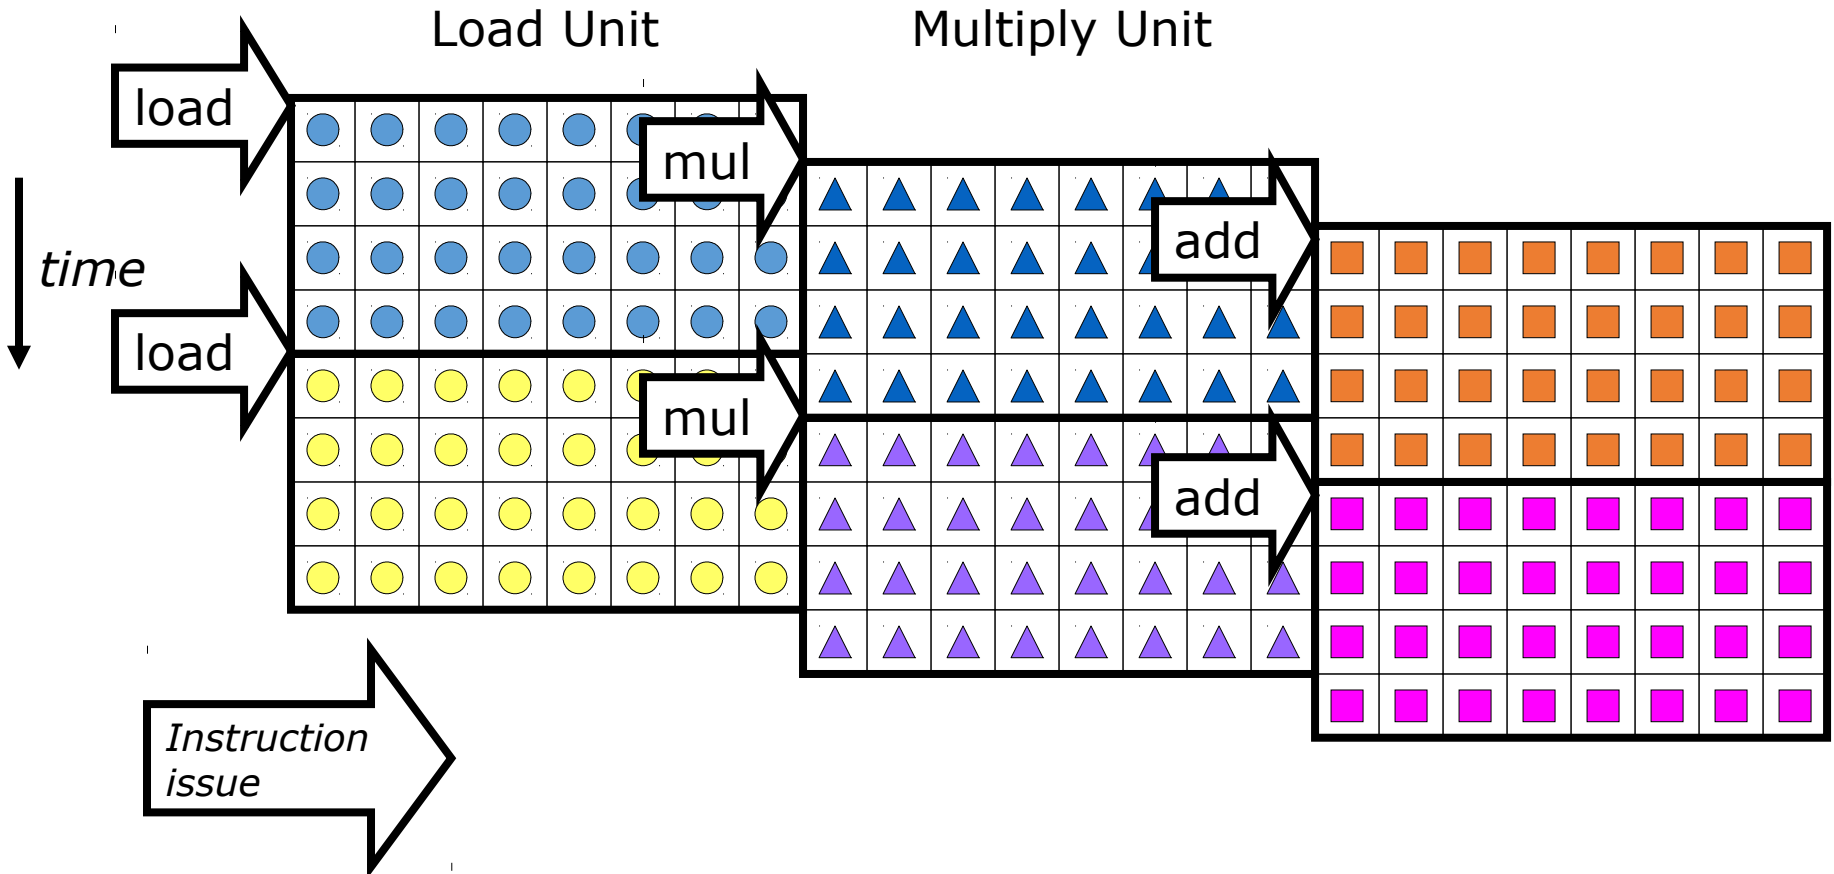 Load Unit
Multiply Unit
load
mul
add
time
load
mul
add
Instruction
issue